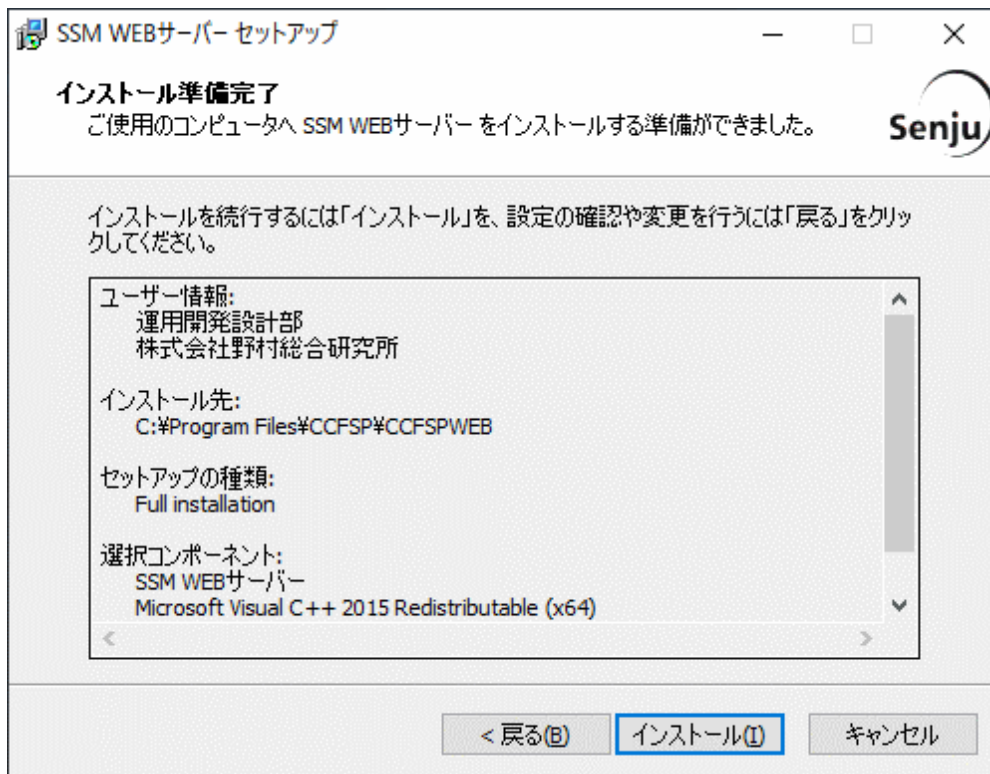 SSM WEBサーバー セットアップ
インストール準備完了
ご使用のコンピュータへ SSM WEBサーバー をインストールする準備ができました。
Senju
インストールを続行するには「インストール」を、設定の確認や変更を行うには「戻る」をクリッ
クしてください。
ユーザー情報:
運用開発設計部
株式会社野村総合研究所
インストール先:
C:¥Program Files¥CCFSP¥CCFSPWEB
セットアップの種類:
Full installation
選択コンポーネント:
SSM WEBサーバー
Microsoft Visual C++ 2015 Redistributable (x64)
< 戻る(B)
インストール(I)
キャンセル